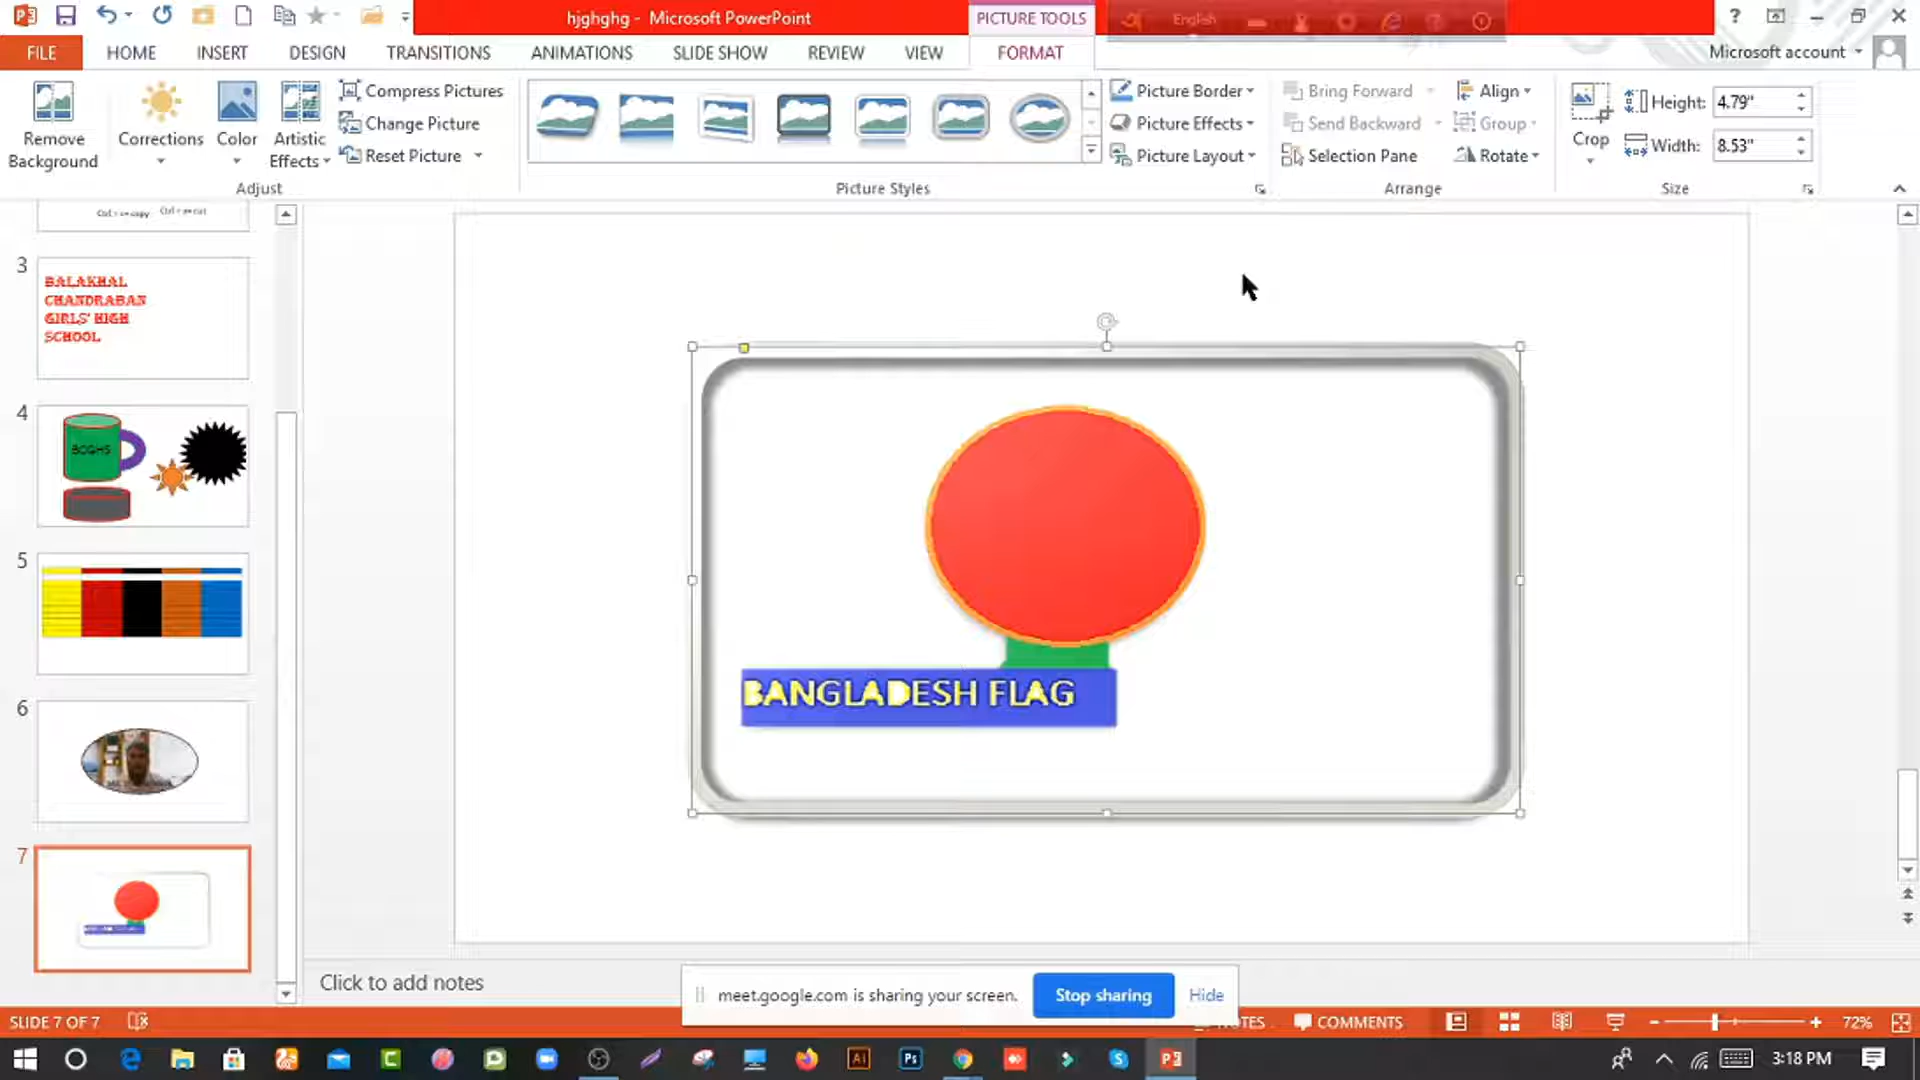 hjghghg - Microsoft PowerPoint
PICTURE TOOLS
English
?
FILE
HOME
INSERT
DESIGN
TRANSITIONS
ANIMATIONS
SLIDE SHOW
REVIEW
VIEW
FORMAT
Microsoft account
Remove Background
Corrections
Color
Artistic Effects
Compress Pictures
Change Picture
Reset Picture
Adjust
Picture Styles
Picture Border
Picture Effects
Picture Layout
Bring Forward
Send Backward
Selection Pane
Align
Group
Rotate
Arrange
Crop
Height: 4.79"
Width: 8.53"
Size
3
BALAKHAL
CHANDRABAN
GIRLS' HIGH
SCHOOL
4
BCGHS
5
6
7
BANGLADESH FLAG
Click to add notes
meet.google.com is sharing your screen.
Stop sharing
Hide
SLIDE 7 OF 7
NOTES
COMMENTS
72%
3:18 PM